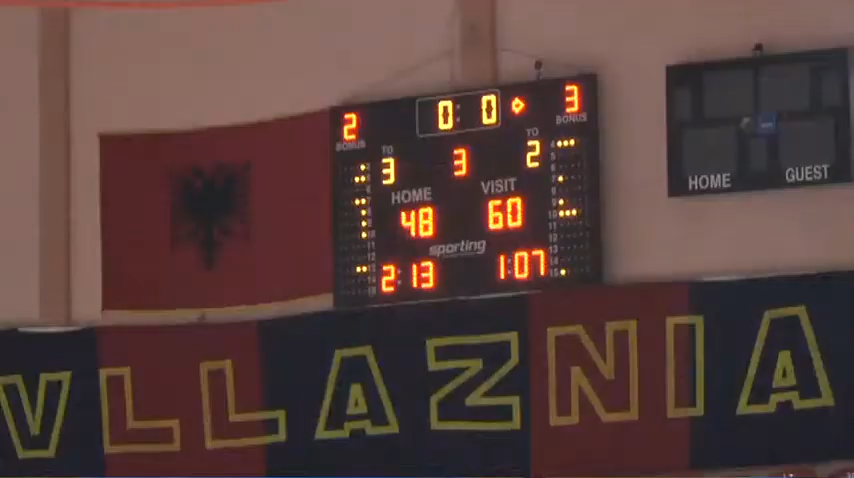 2 0:0 3
BONUS BONUS
TO TO
3 3 2
HOME VISIT
48 60
sporting
2:13 1:07
HOME GUEST
VLLAZNIA